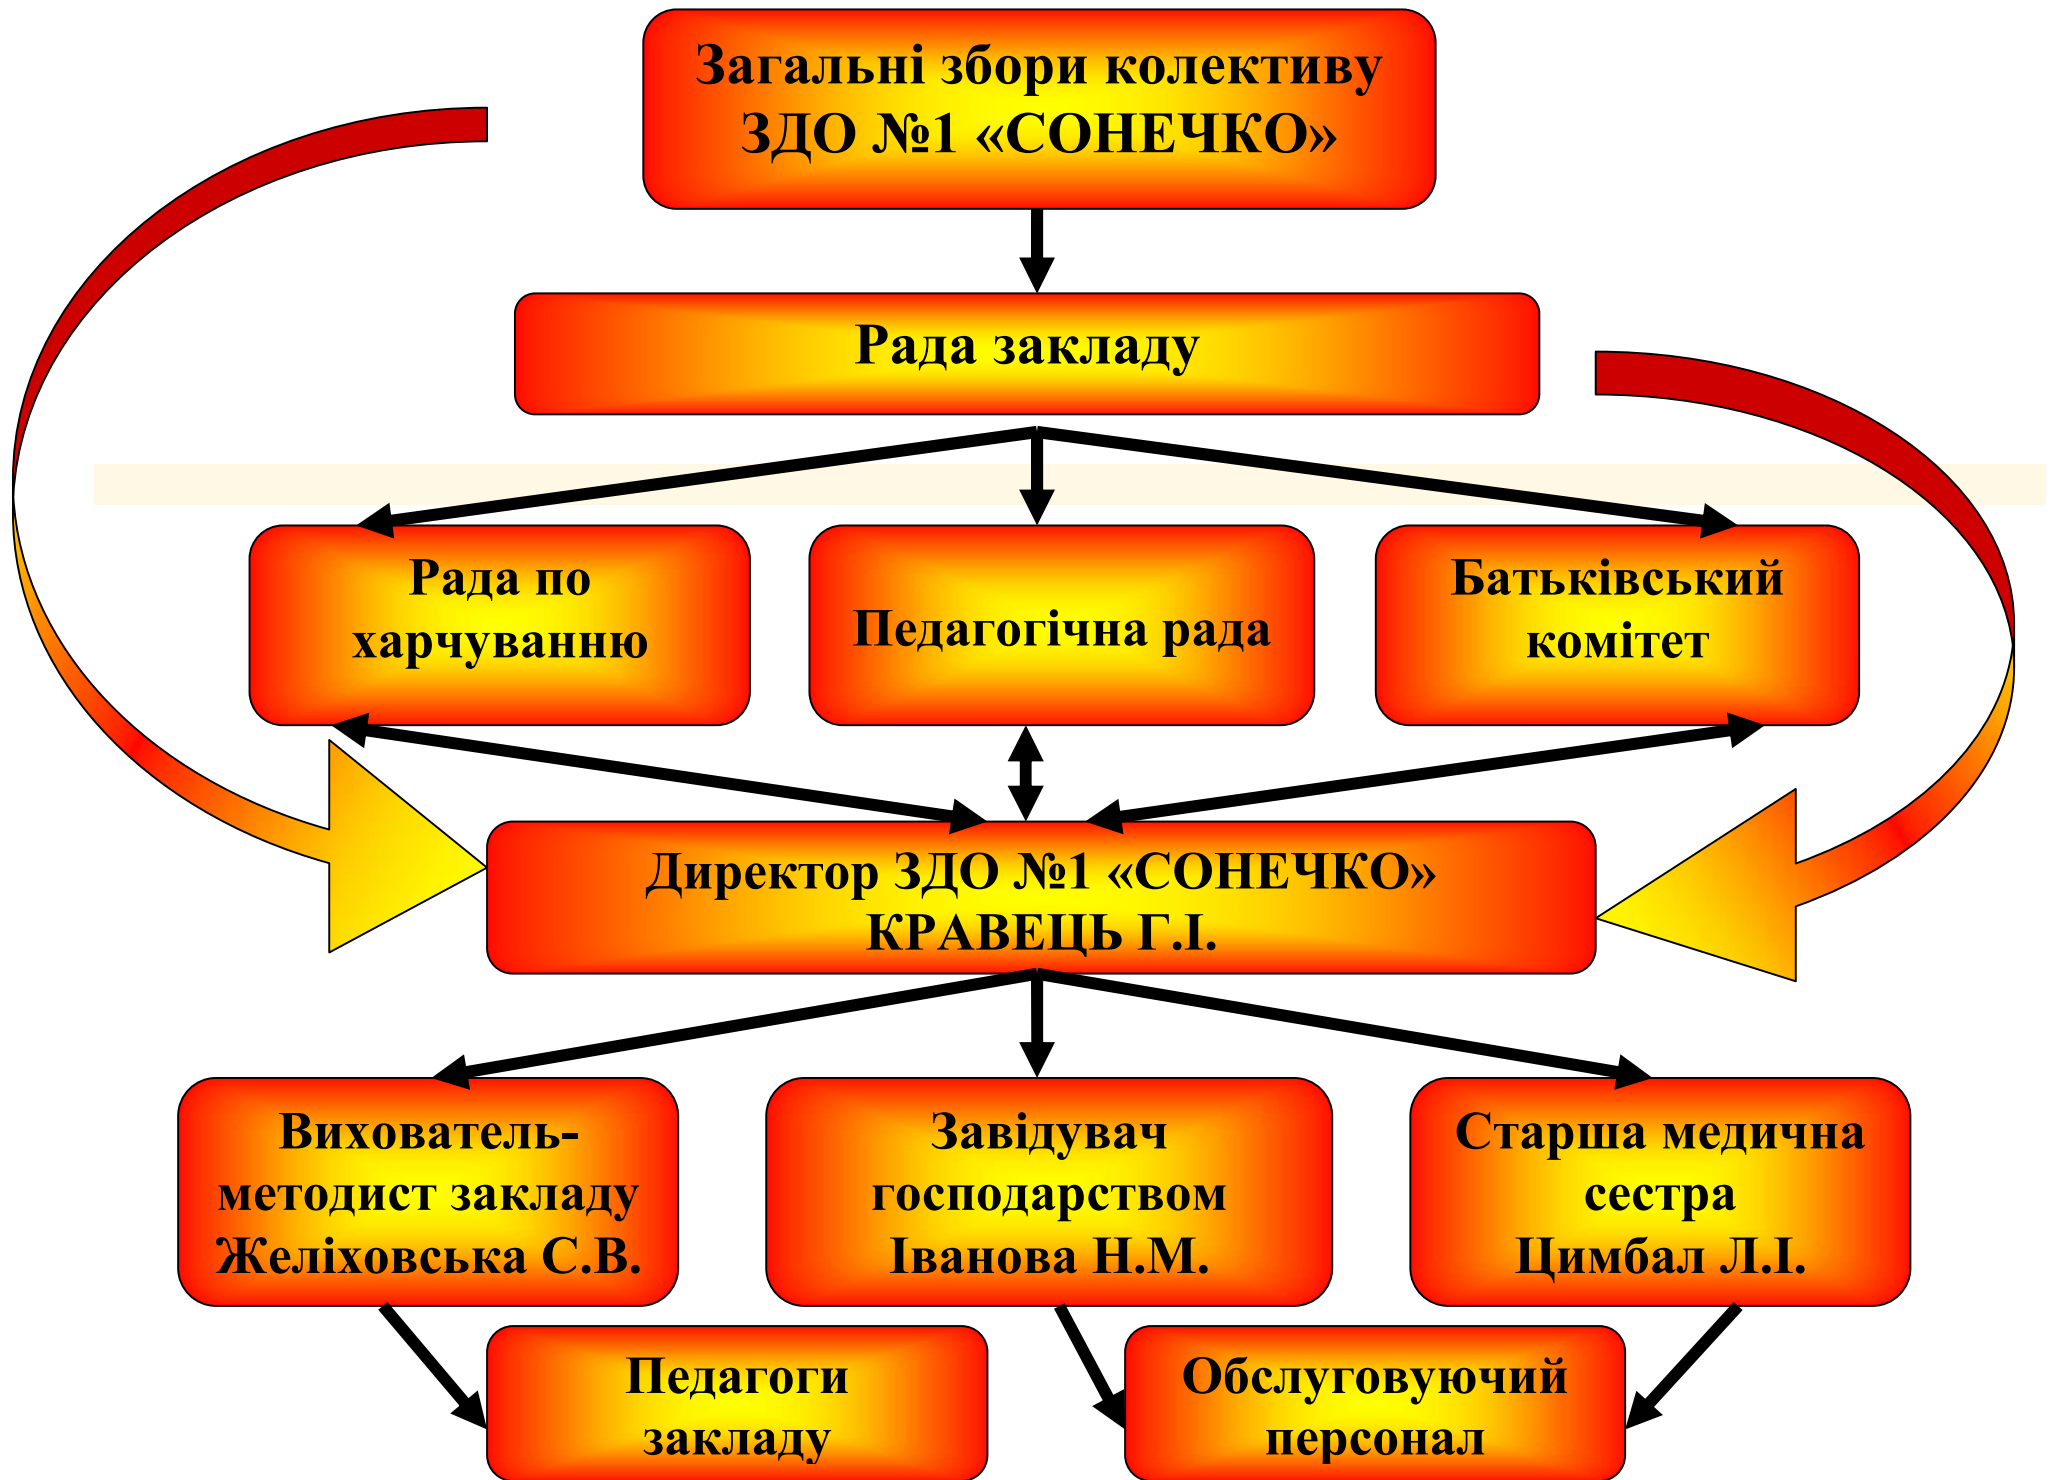 Загальні збори колективу
ЗДО №1 «СОНЕЧКО»
Рада закладу
Рада по
харчуванню
Педагогічна рада
Батьківський
комітет
Директор ЗДО №1 «СОНЕЧКО»
КРАВЕЦЬ Г.І.
Вихователь-
методист закладу
Желіховська С.В.
Завідувач
господарством
Іванова Н.М.
Старша медична
сестра
Цимбал Л.І.
Педагоги
закладу
Обслуговуючий
персонал